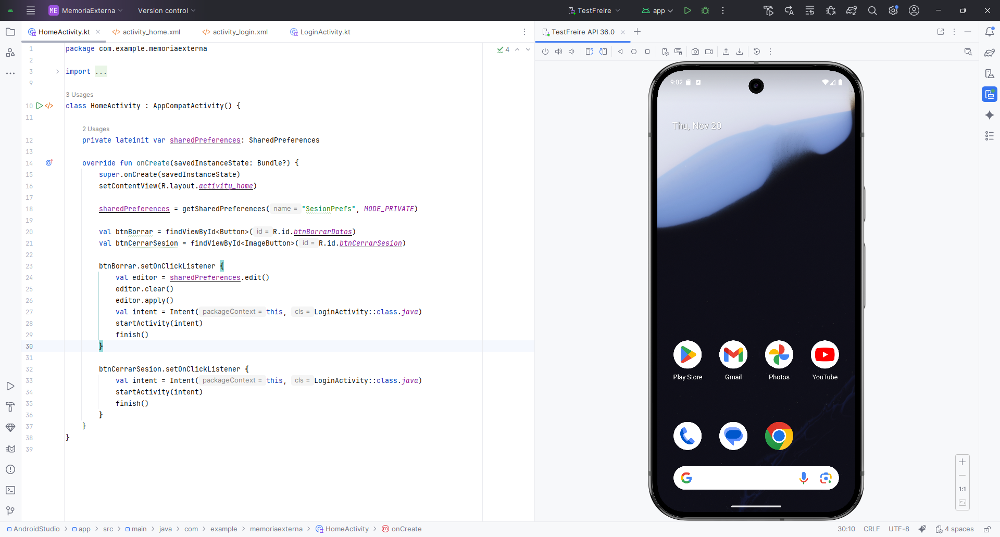 ME MemoriaExterna Version control TestFreire app
HomeActivity.kt activity_home.xml activity_login.xml LoginActivity.kt
TestFreire API 36.0
4
1 package com.example.memoriaexterna
2
3 import ...
9
3 Usages
10 class HomeActivity : AppCompatActivity() {
11
2 Usages
12 private lateinit var sharedPreferences: SharedPreferences
13
14 override fun onCreate(savedInstanceState: Bundle?) {
15 super.onCreate(savedInstanceState)
16 setContentView(R.layout.activity_home)
17
18 sharedPreferences = getSharedPreferences( name = "SesionPrefs", MODE_PRIVATE)
19
20 val btnBorrar = findViewById<Button>( id = R.id.btnBorrarDatos)
21 val btnCerrarSesion = findViewById<ImageButton>( id = R.id.btnCerrarSesion)
22
23 btnBorrar.setOnClickListener {
24 val editor = sharedPreferences.edit()
25 editor.clear()
26 editor.apply()
27 val intent = Intent( packageContext = this, cls = LoginActivity::class.java)
28 startActivity(intent)
29 finish()
30 }
31
32 btnCerrarSesion.setOnClickListener {
33 val intent = Intent( packageContext = this, cls = LoginActivity::class.java)
34 startActivity(intent)
35 finish()
36 }
37 }
38 }
39
9:02 A
Thu, Nov 20
Play Store Gmail Photos YouTube
1:1
AndroidStudio app src main java com example memoriaexterna HomeActivity onCreate
30:10 CRLF UTF-8 4 spaces